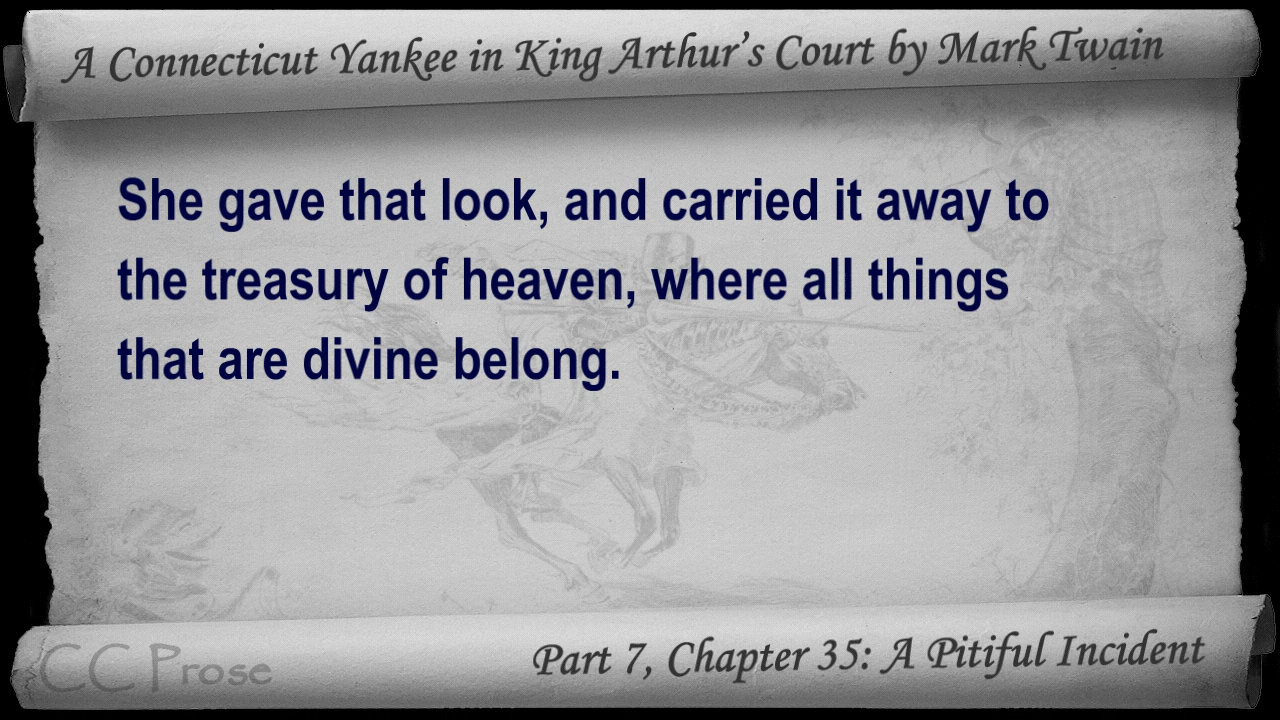 A Connecticut Yankee in King Arthur's Court by Mark Twain
She gave that look, and carried it away to
the treasury of heaven, where all things
that are divine belong.
CC Prose
Part 7, Chapter 35: A Pitiful Incident